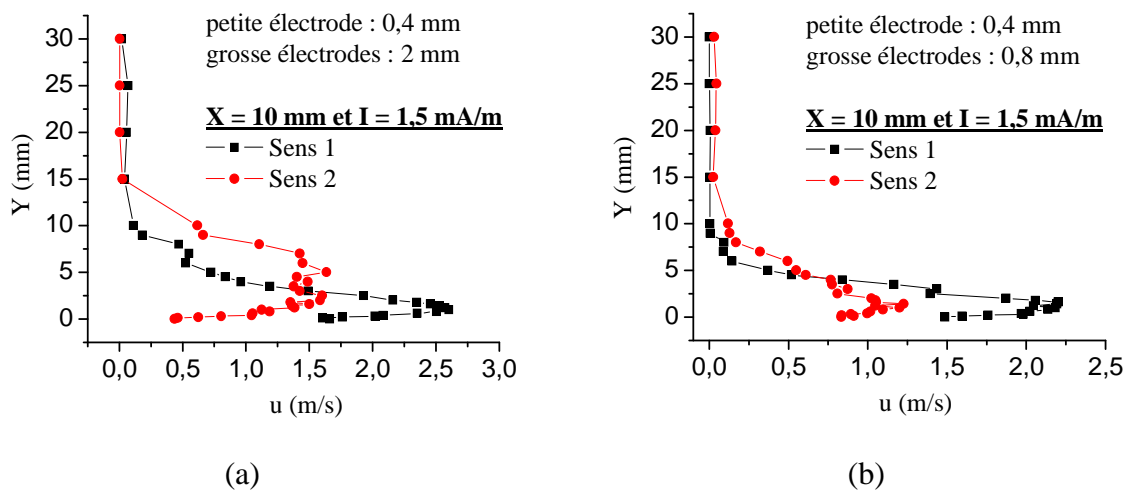 petite électrode : 0,4 mm
grosse électrodes : 2 mm
X = 10 mm et I = 1,5 mA/m
Sens 1
Sens 2
Y (mm)
30
25
20
15
10
5
0
0,0 0,5 1,0 1,5 2,0 2,5 3,0
u (m/s)
(a)
petite électrode : 0,4 mm
grosse électrodes : 0,8 mm
X = 10 mm et I = 1,5 mA/m
Sens 1
Sens 2
Y (mm)
30
25
20
15
10
5
0
0,0 0,5 1,0 1,5 2,0 2,5
u (m/s)
(b)